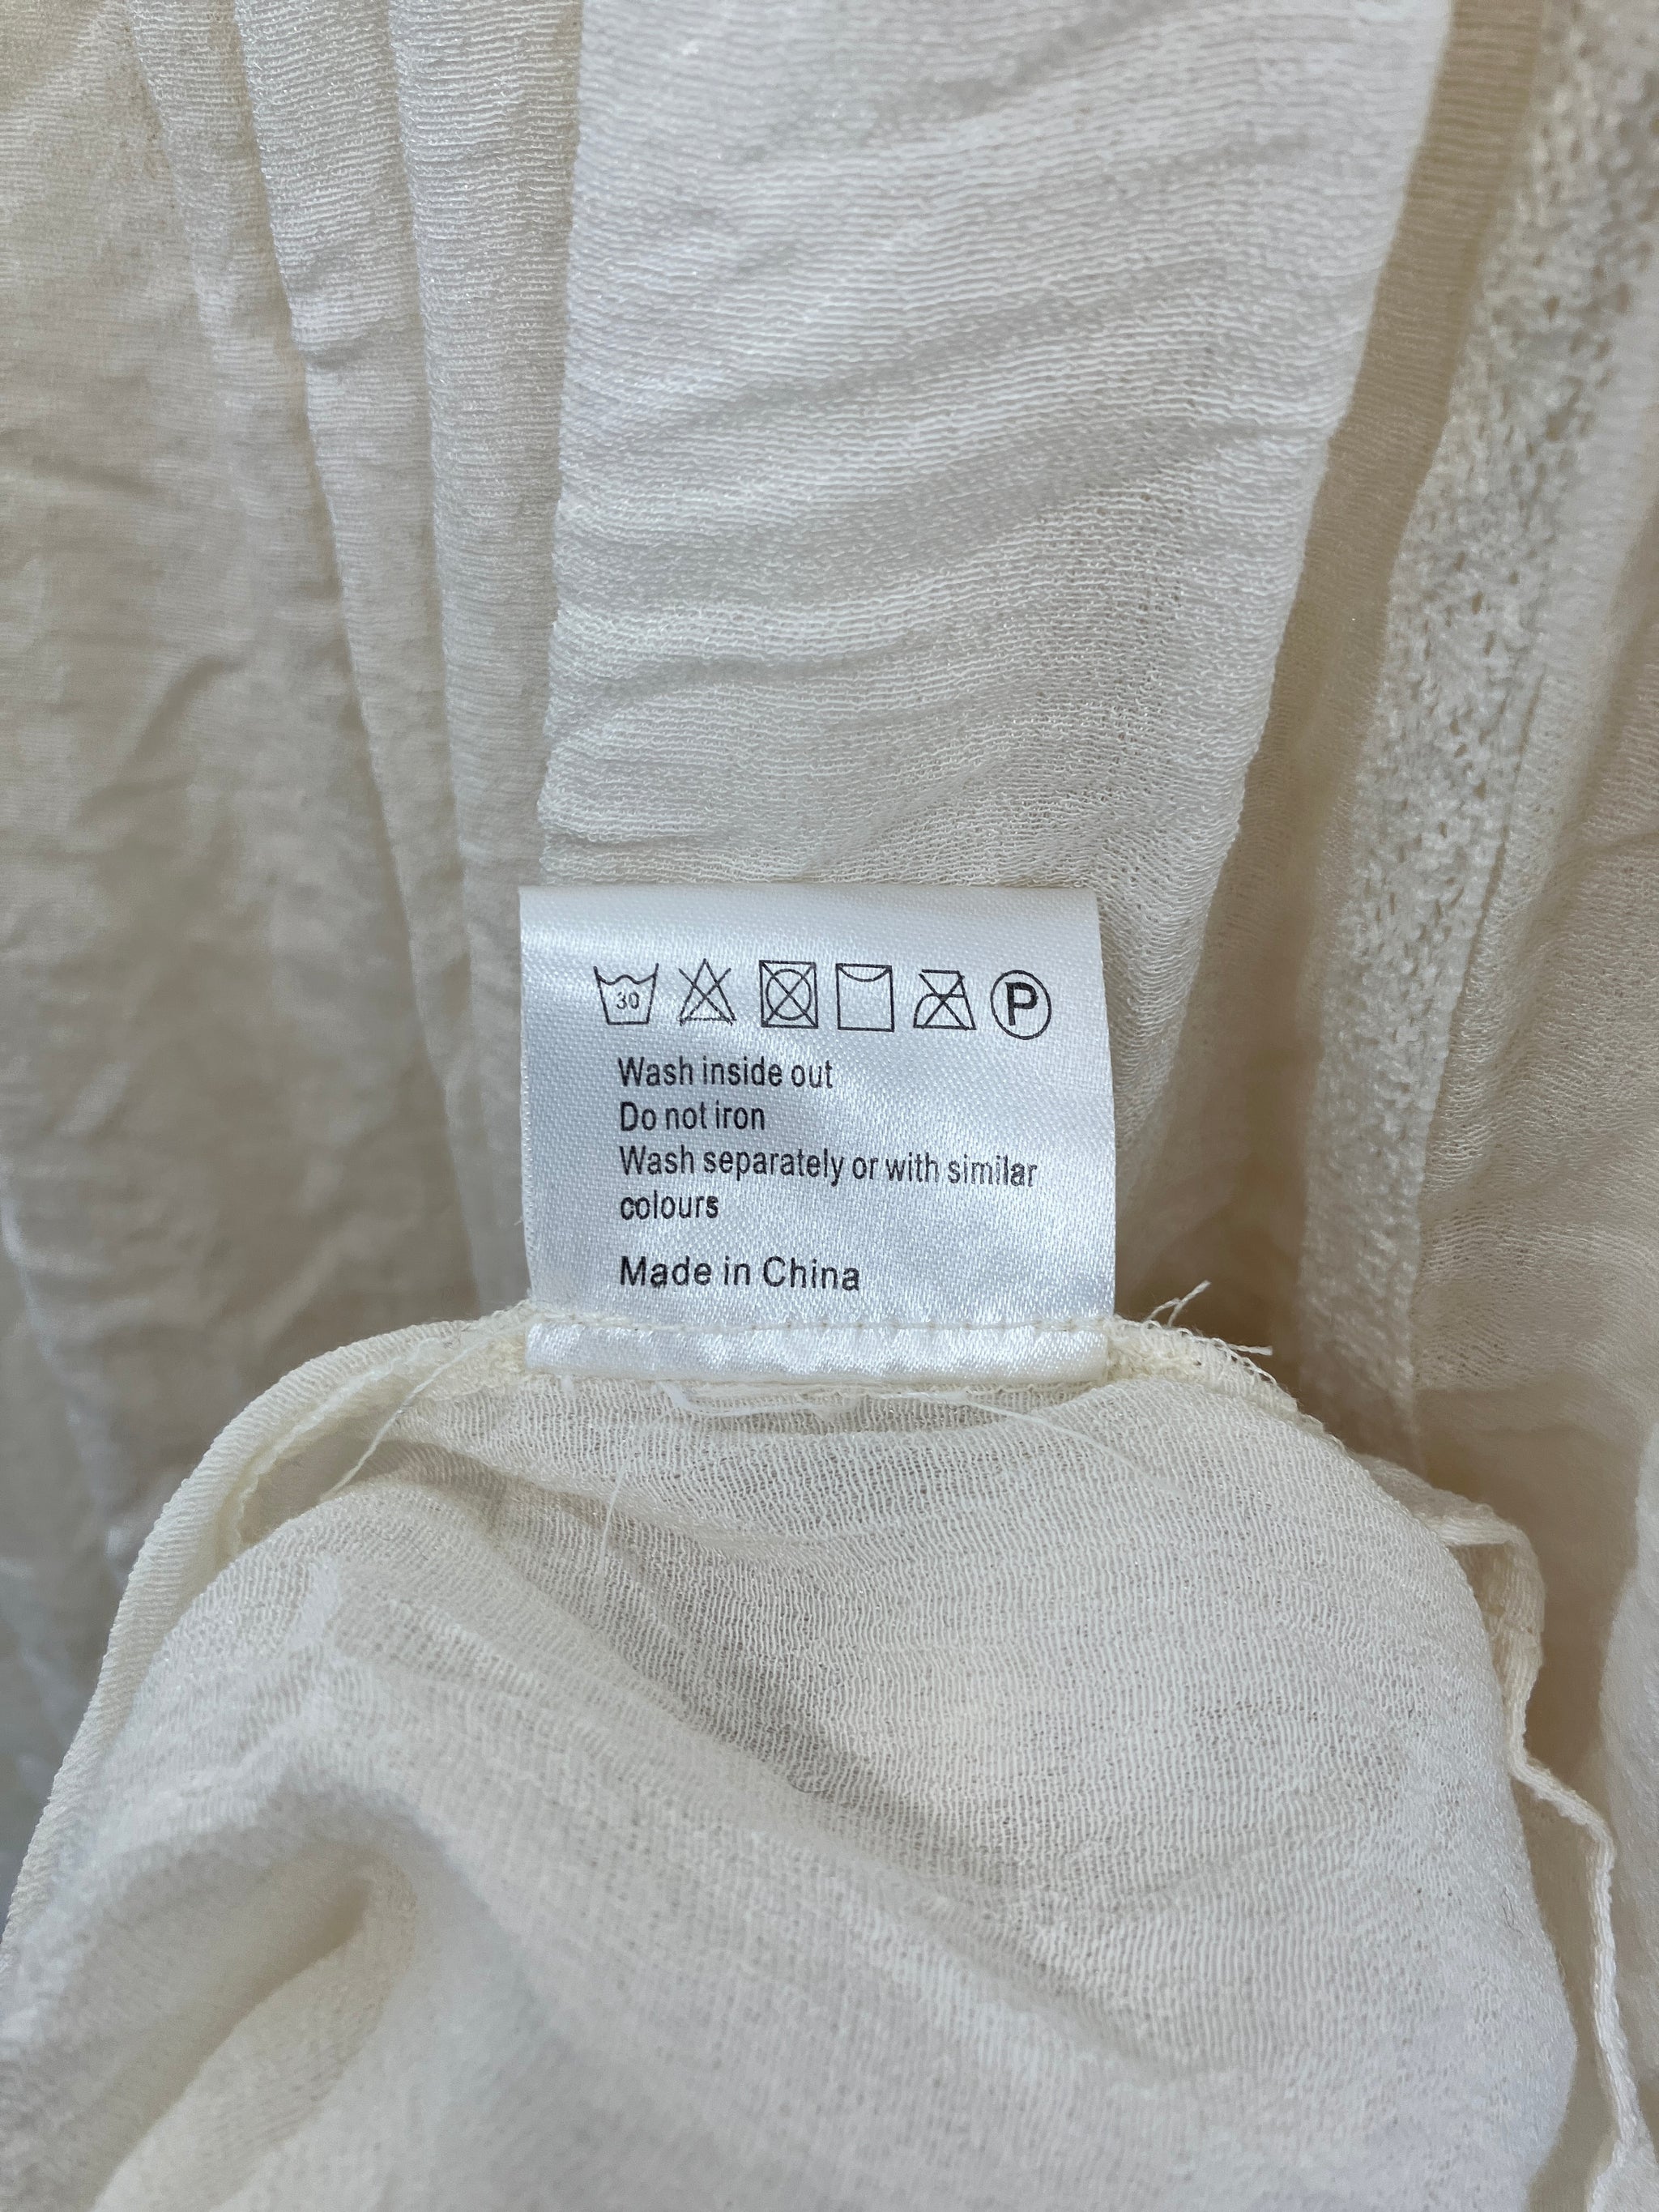 30 P
Wash inside out
Do not iron
Wash separately or with similar
colours
Made in China